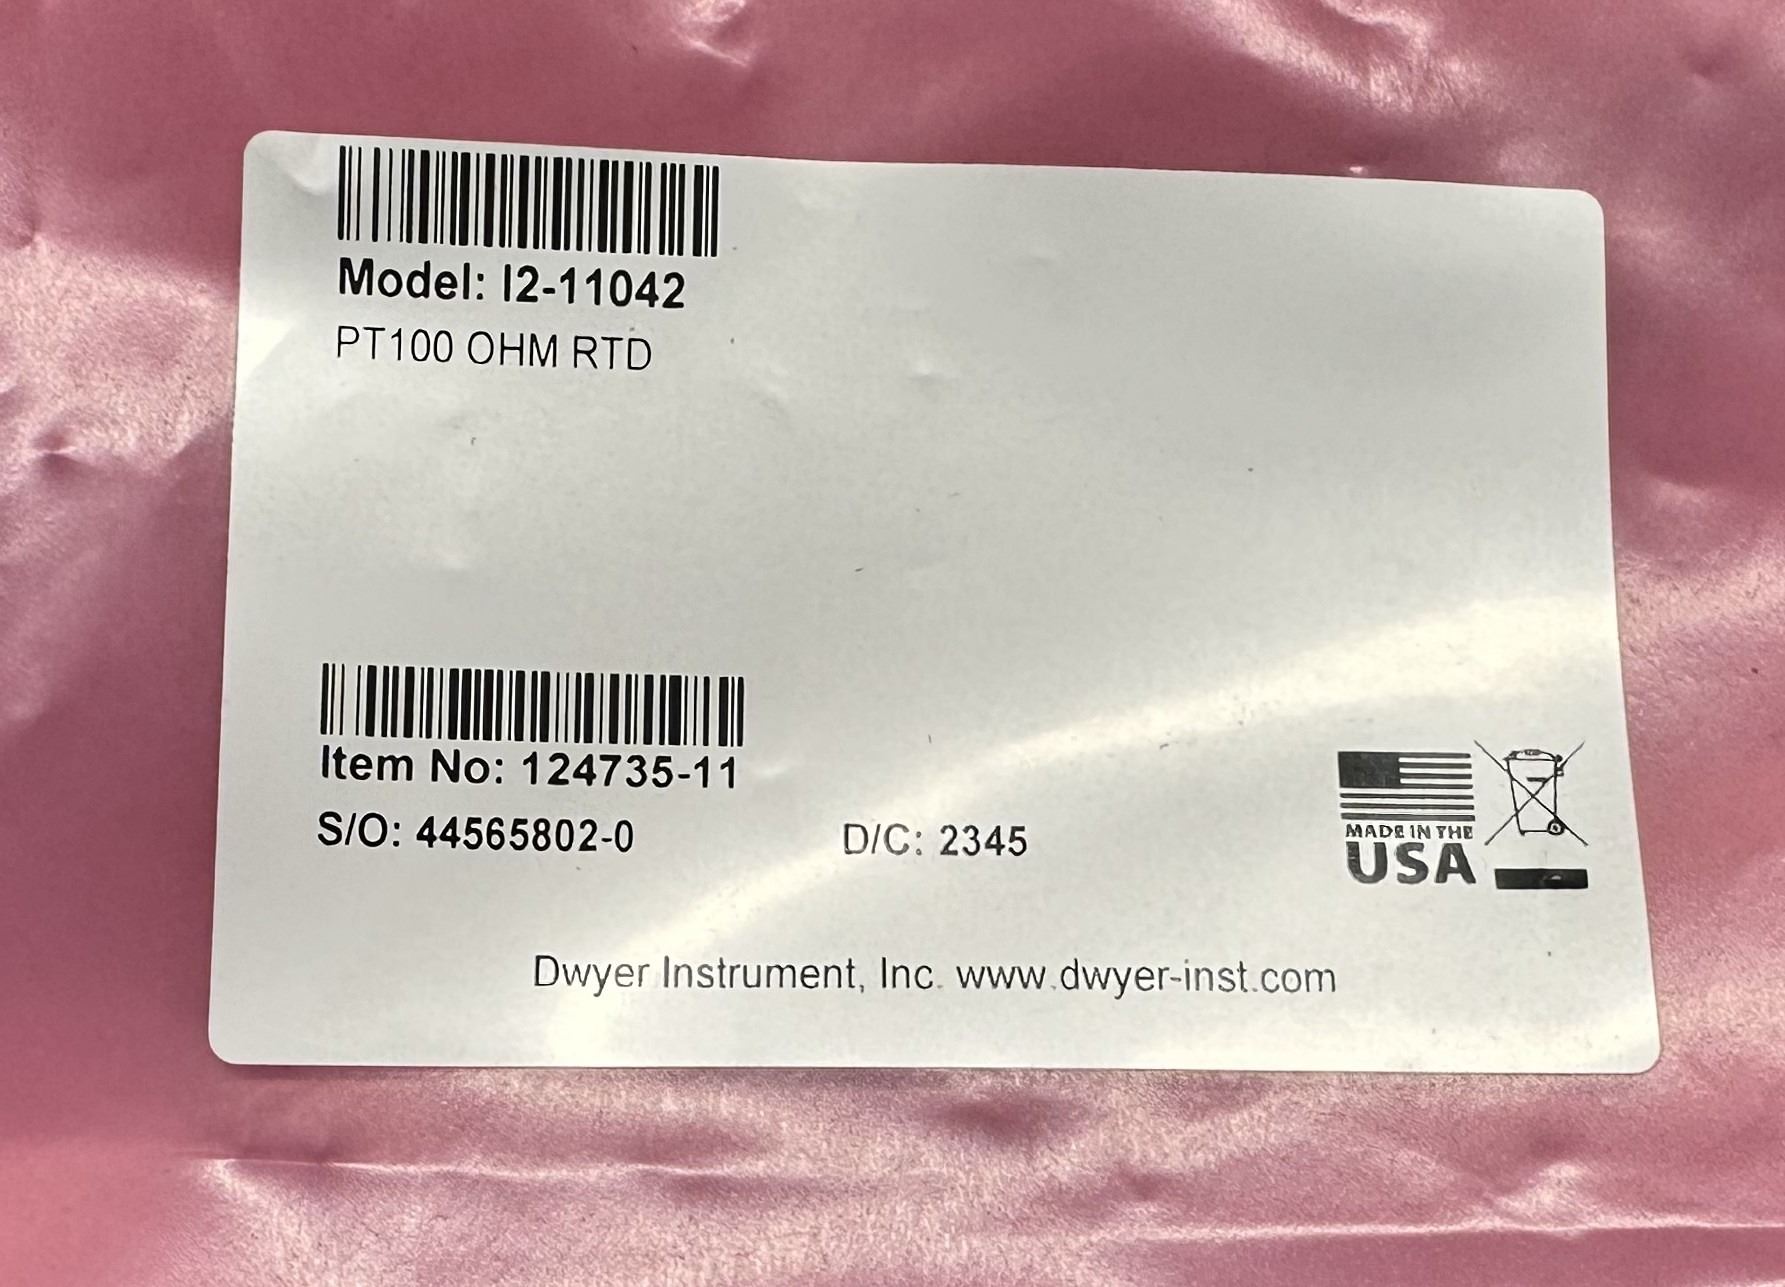 Model: I2-11042
PT100 OHM RTD
Item No: 124735-11
S/O: 44565802-0 D/C: 2345
MADE IN THE
USA
Dwyer Instrument, Inc. www.dwyer-inst.com